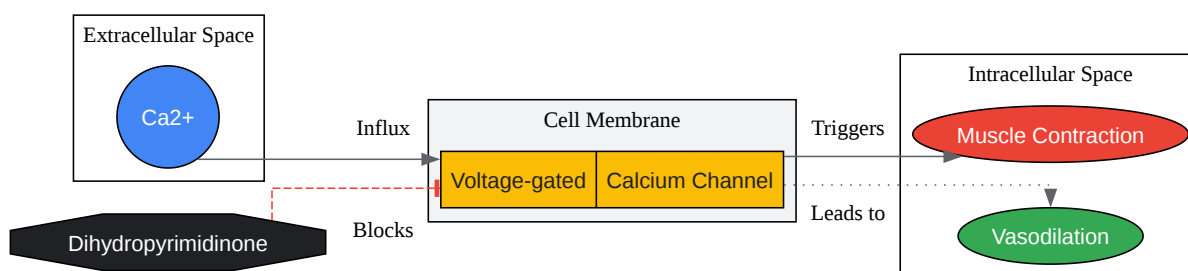 Extracellular Space
Ca2+
Influx
Dihydropyrimidinone
Blocks
Cell Membrane
Voltage-gated
Calcium Channel
Triggers
Leads to
Intracellular Space
Muscle Contraction
Vasodilation